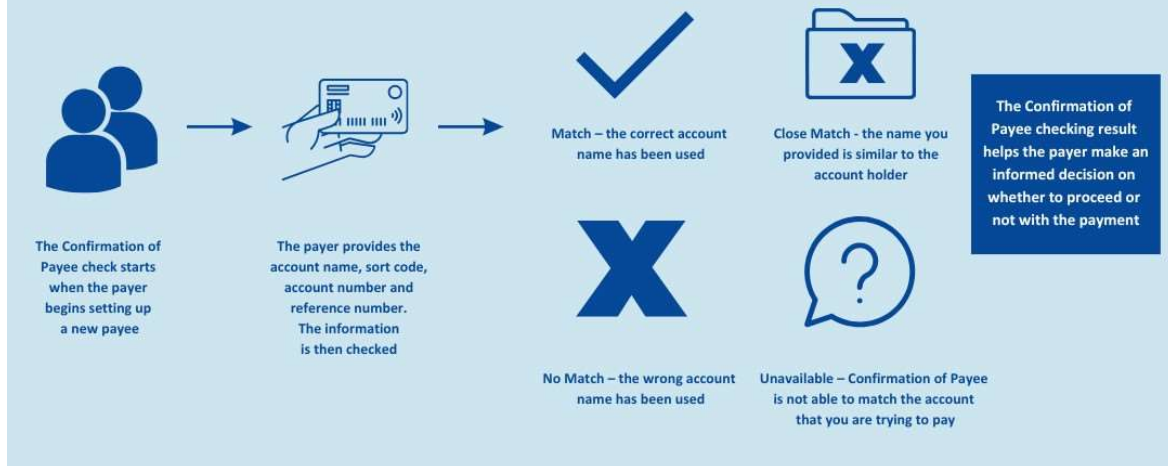 The Confirmation of
Payee check starts
when the payer
begins setting up
a new payee
The payer provides the
account name, sort code,
account number and
reference number.
The information
is then checked
Match – the correct account
name has been used
Close Match - the name you
provided is similar to the
account holder
No Match – the wrong account
name has been used
Unavailable – Confirmation of Payee
is not able to match the account
that you are trying to pay
The Confirmation of
Payee checking result
helps the payer make an
informed decision on
whether to proceed or
not with the payment